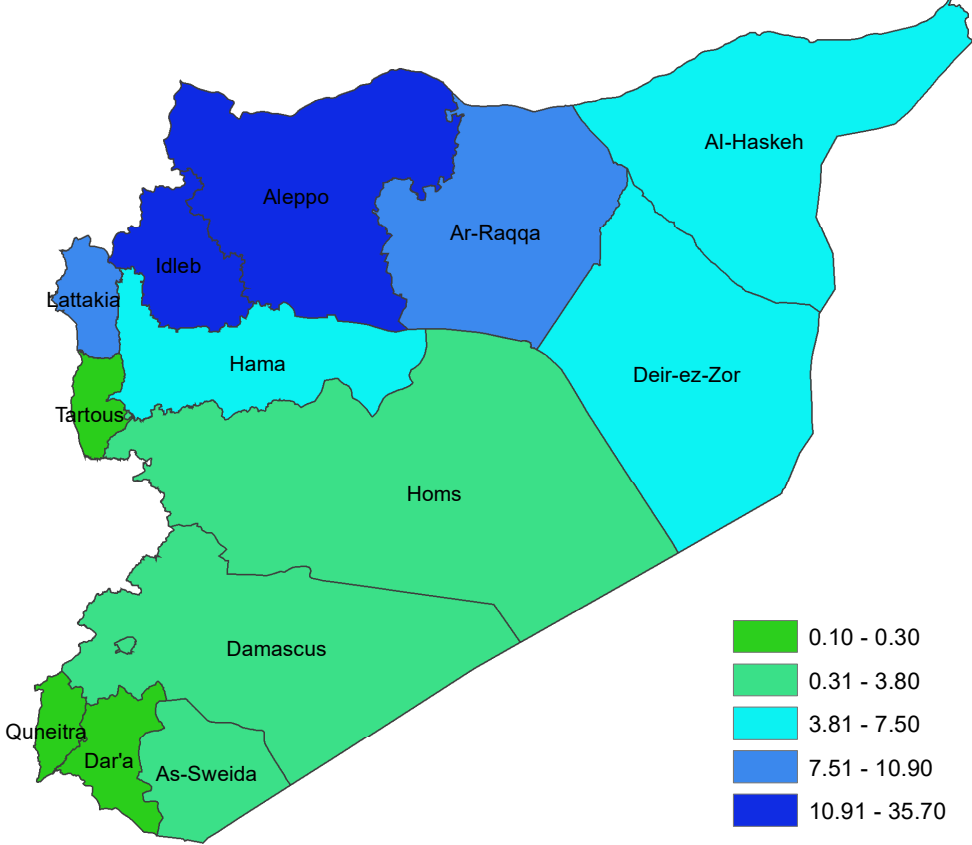 Al-Haskeh
Aleppo
Ar-Raqqa
Idleb
Lattakia
Hama
Deir-ez-Zor
Tartous
Homs
Damascus
Quneitra
Dar'a
As-Sweida
0.10 - 0.30
0.31 - 3.80
3.81 - 7.50
7.51 - 10.90
10.91 - 35.70